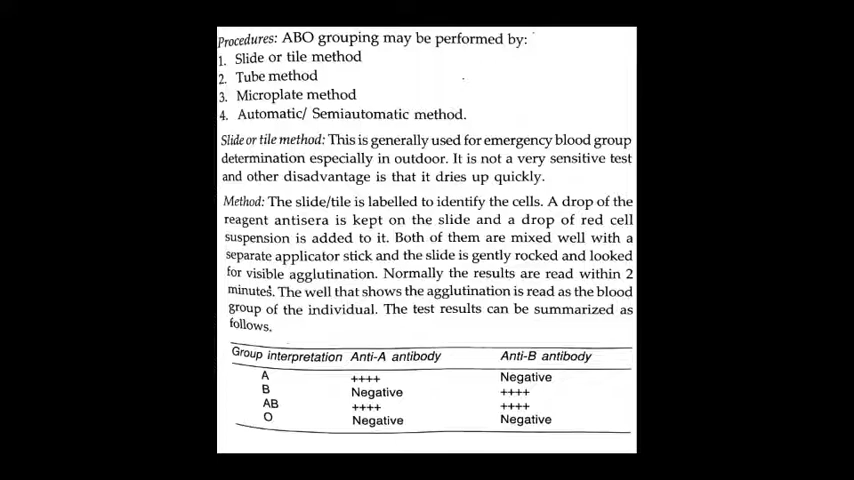 Procedures: ABO grouping may be performed by:
1. Slide or tile method
2. Tube method
3. Microplate method
4. Automatic/ Semiautomatic method.
Slide or tile method: This is generally used for emergency blood group
determination especially in outdoor. It is not a very sensitive test
and other disadvantage is that it dries up quickly.
Method: The slide/tile is labelled to identify the cells. A drop of the
reagent antisera is kept on the slide and a drop of red cell
suspension is added to it. Both of them are mixed well with a
separate applicator stick and the slide is gently rocked and looked
for visible agglutination. Normally the results are read within 2
minutes. The well that shows the agglutination is read as the blood
group of the individual. The test results can be summarized as
follows.
Group interpretation Anti-A antibody Anti-B antibody
A ++++ Negative
B Negative ++++
AB ++++ ++++
O Negative Negative